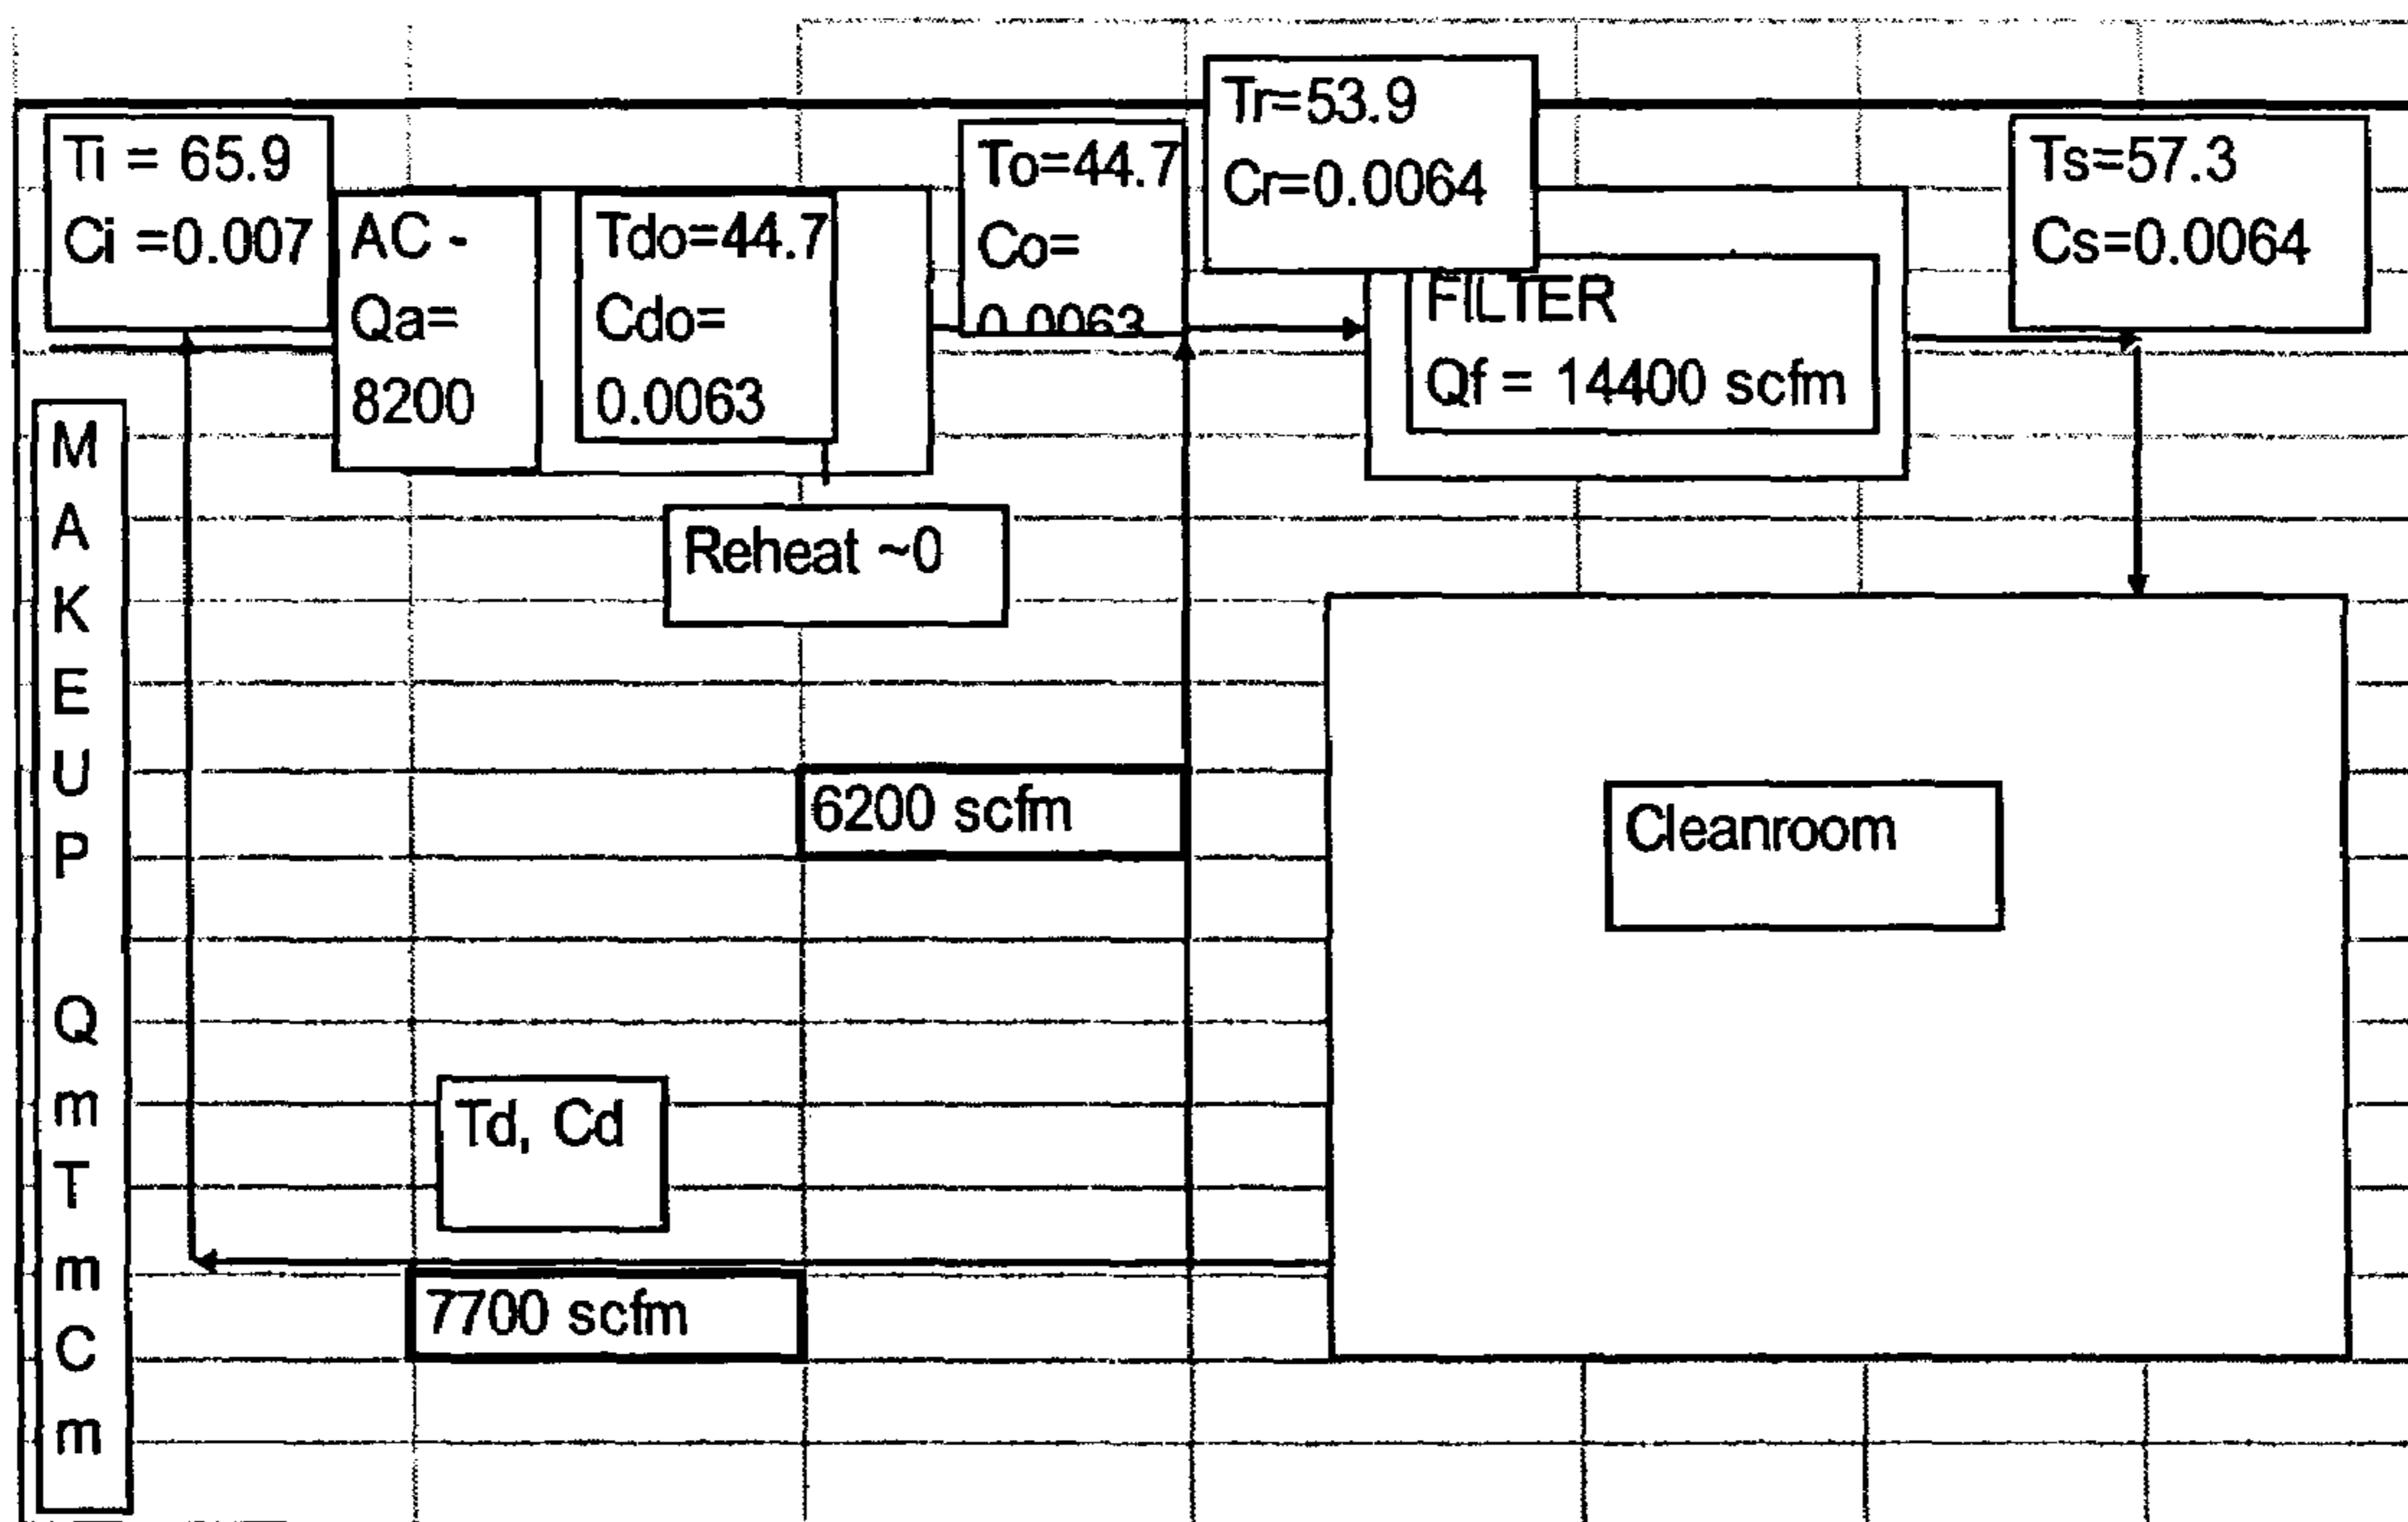 Ti = 65.9
Ci =0.007
AC -
Qa=
8200
Tdo=44.7
Cdo=
0.0063
To=44.7
Co=
0.0063
Tr=53.9
Cr=0.0064
FILTER
Qf = 14400 scfm
Ts=57.3
Cs=0.0064
Reheat ~0
M
A
K
E
U
P
Q
m
T
m
C
m
6200 scfm
Cleanroom
Td, Cd
7700 scfm